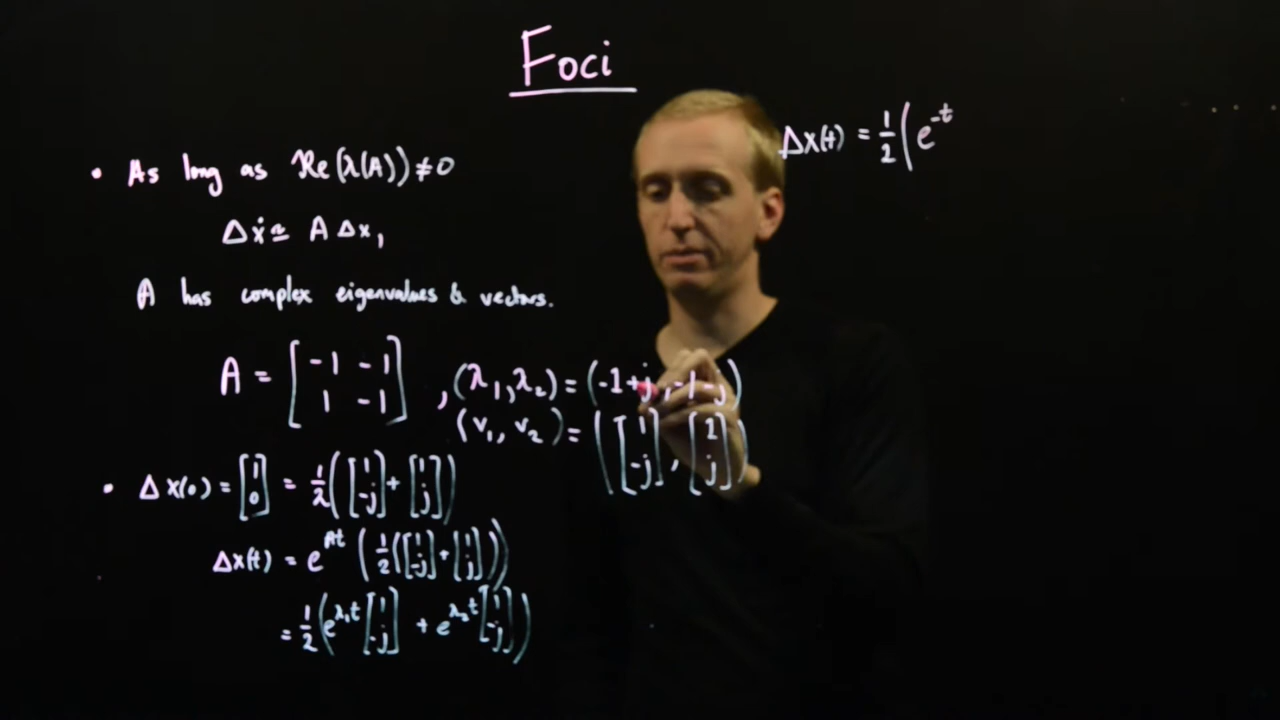 Foci
• As long as Re(λ(A)) ≠ 0
Δẋ ≃ A Δx,
A has complex eigenvalues & vectors.
A = [-1 -1
1 -1], (λ₁, λ₂) = (-1+j, -1-j)
(v₁, v₂) = ([1 -j], [1 j])
• Δx(0) = [1 0] = 1/2([1 -j] + [1 j])
Δx(t) = e^{At} (1/2([1 -j] + [1 j]))
= 1/2(e^{λ₁t}[1 -j] + e^{λ₂t}[1 j])
Δx(t) = 1/2(e^{-t}